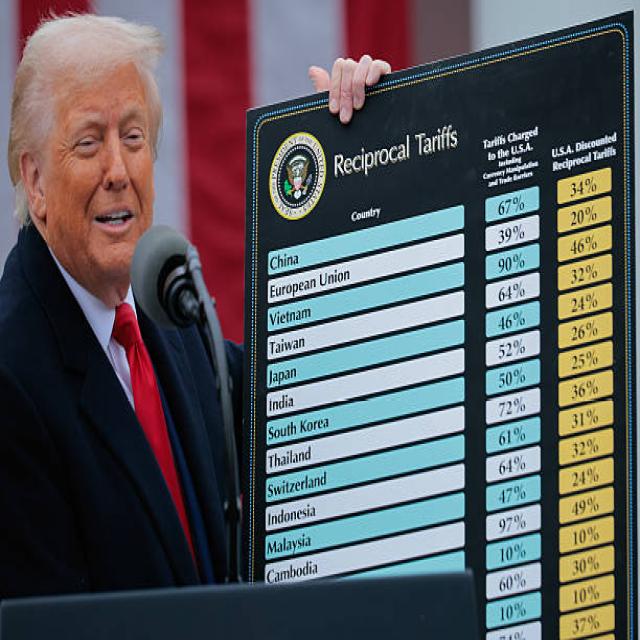 Reciprocal Tariffs
Country
Tariffs Charged
to the U.S.A.
Including
Currency Manipulation
and Trade Barriers
U.S.A. Discounted
Reciprocal Tariffs
China 67% 34%
European Union 39% 20%
Vietnam 90% 46%
Taiwan 64% 32%
Japan 46% 24%
India 52% 26%
South Korea 50% 25%
Thailand 72% 36%
Switzerland 61% 31%
Indonesia 64% 32%
Malaysia 47% 24%
Cambodia 97% 49%
10% 10%
60% 30%
10% 10%
37%